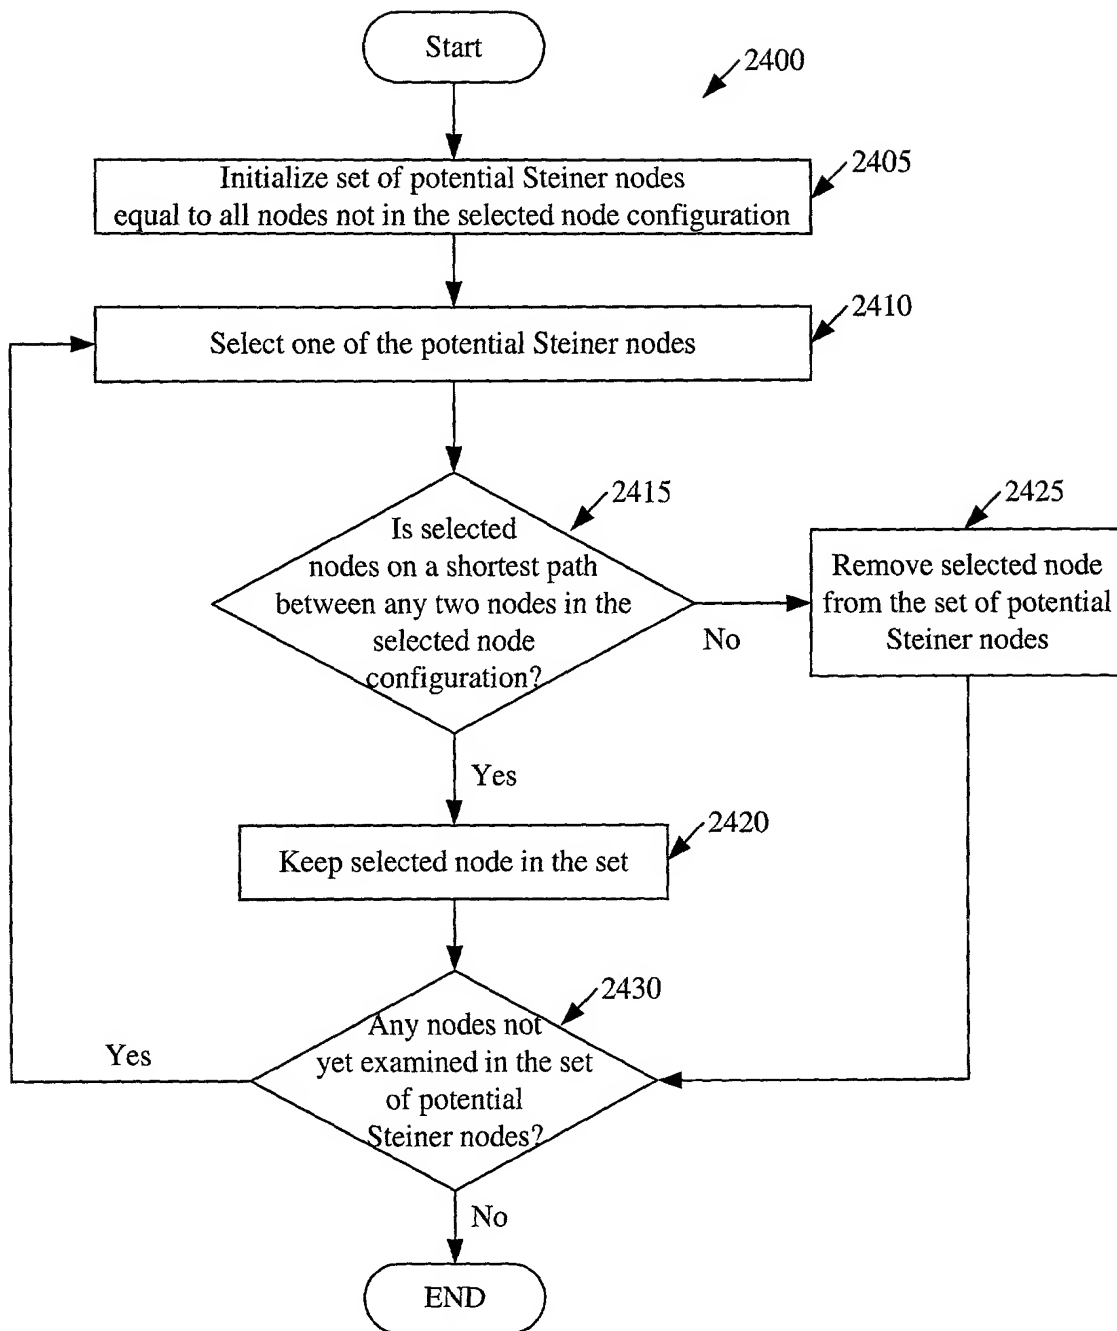 Start
2400
2405
Initialize set of potential Steiner nodes
equal to all nodes not in the selected node configuration
2410
Select one of the potential Steiner nodes
2415
Is selected
nodes on a shortest path
between any two nodes in the
selected node
configuration?
No
2425
Remove selected node
from the set of potential
Steiner nodes
Yes
2420
Keep selected node in the set
2430
Any nodes not
yet examined in the set
of potential
Steiner nodes?
Yes
No
END